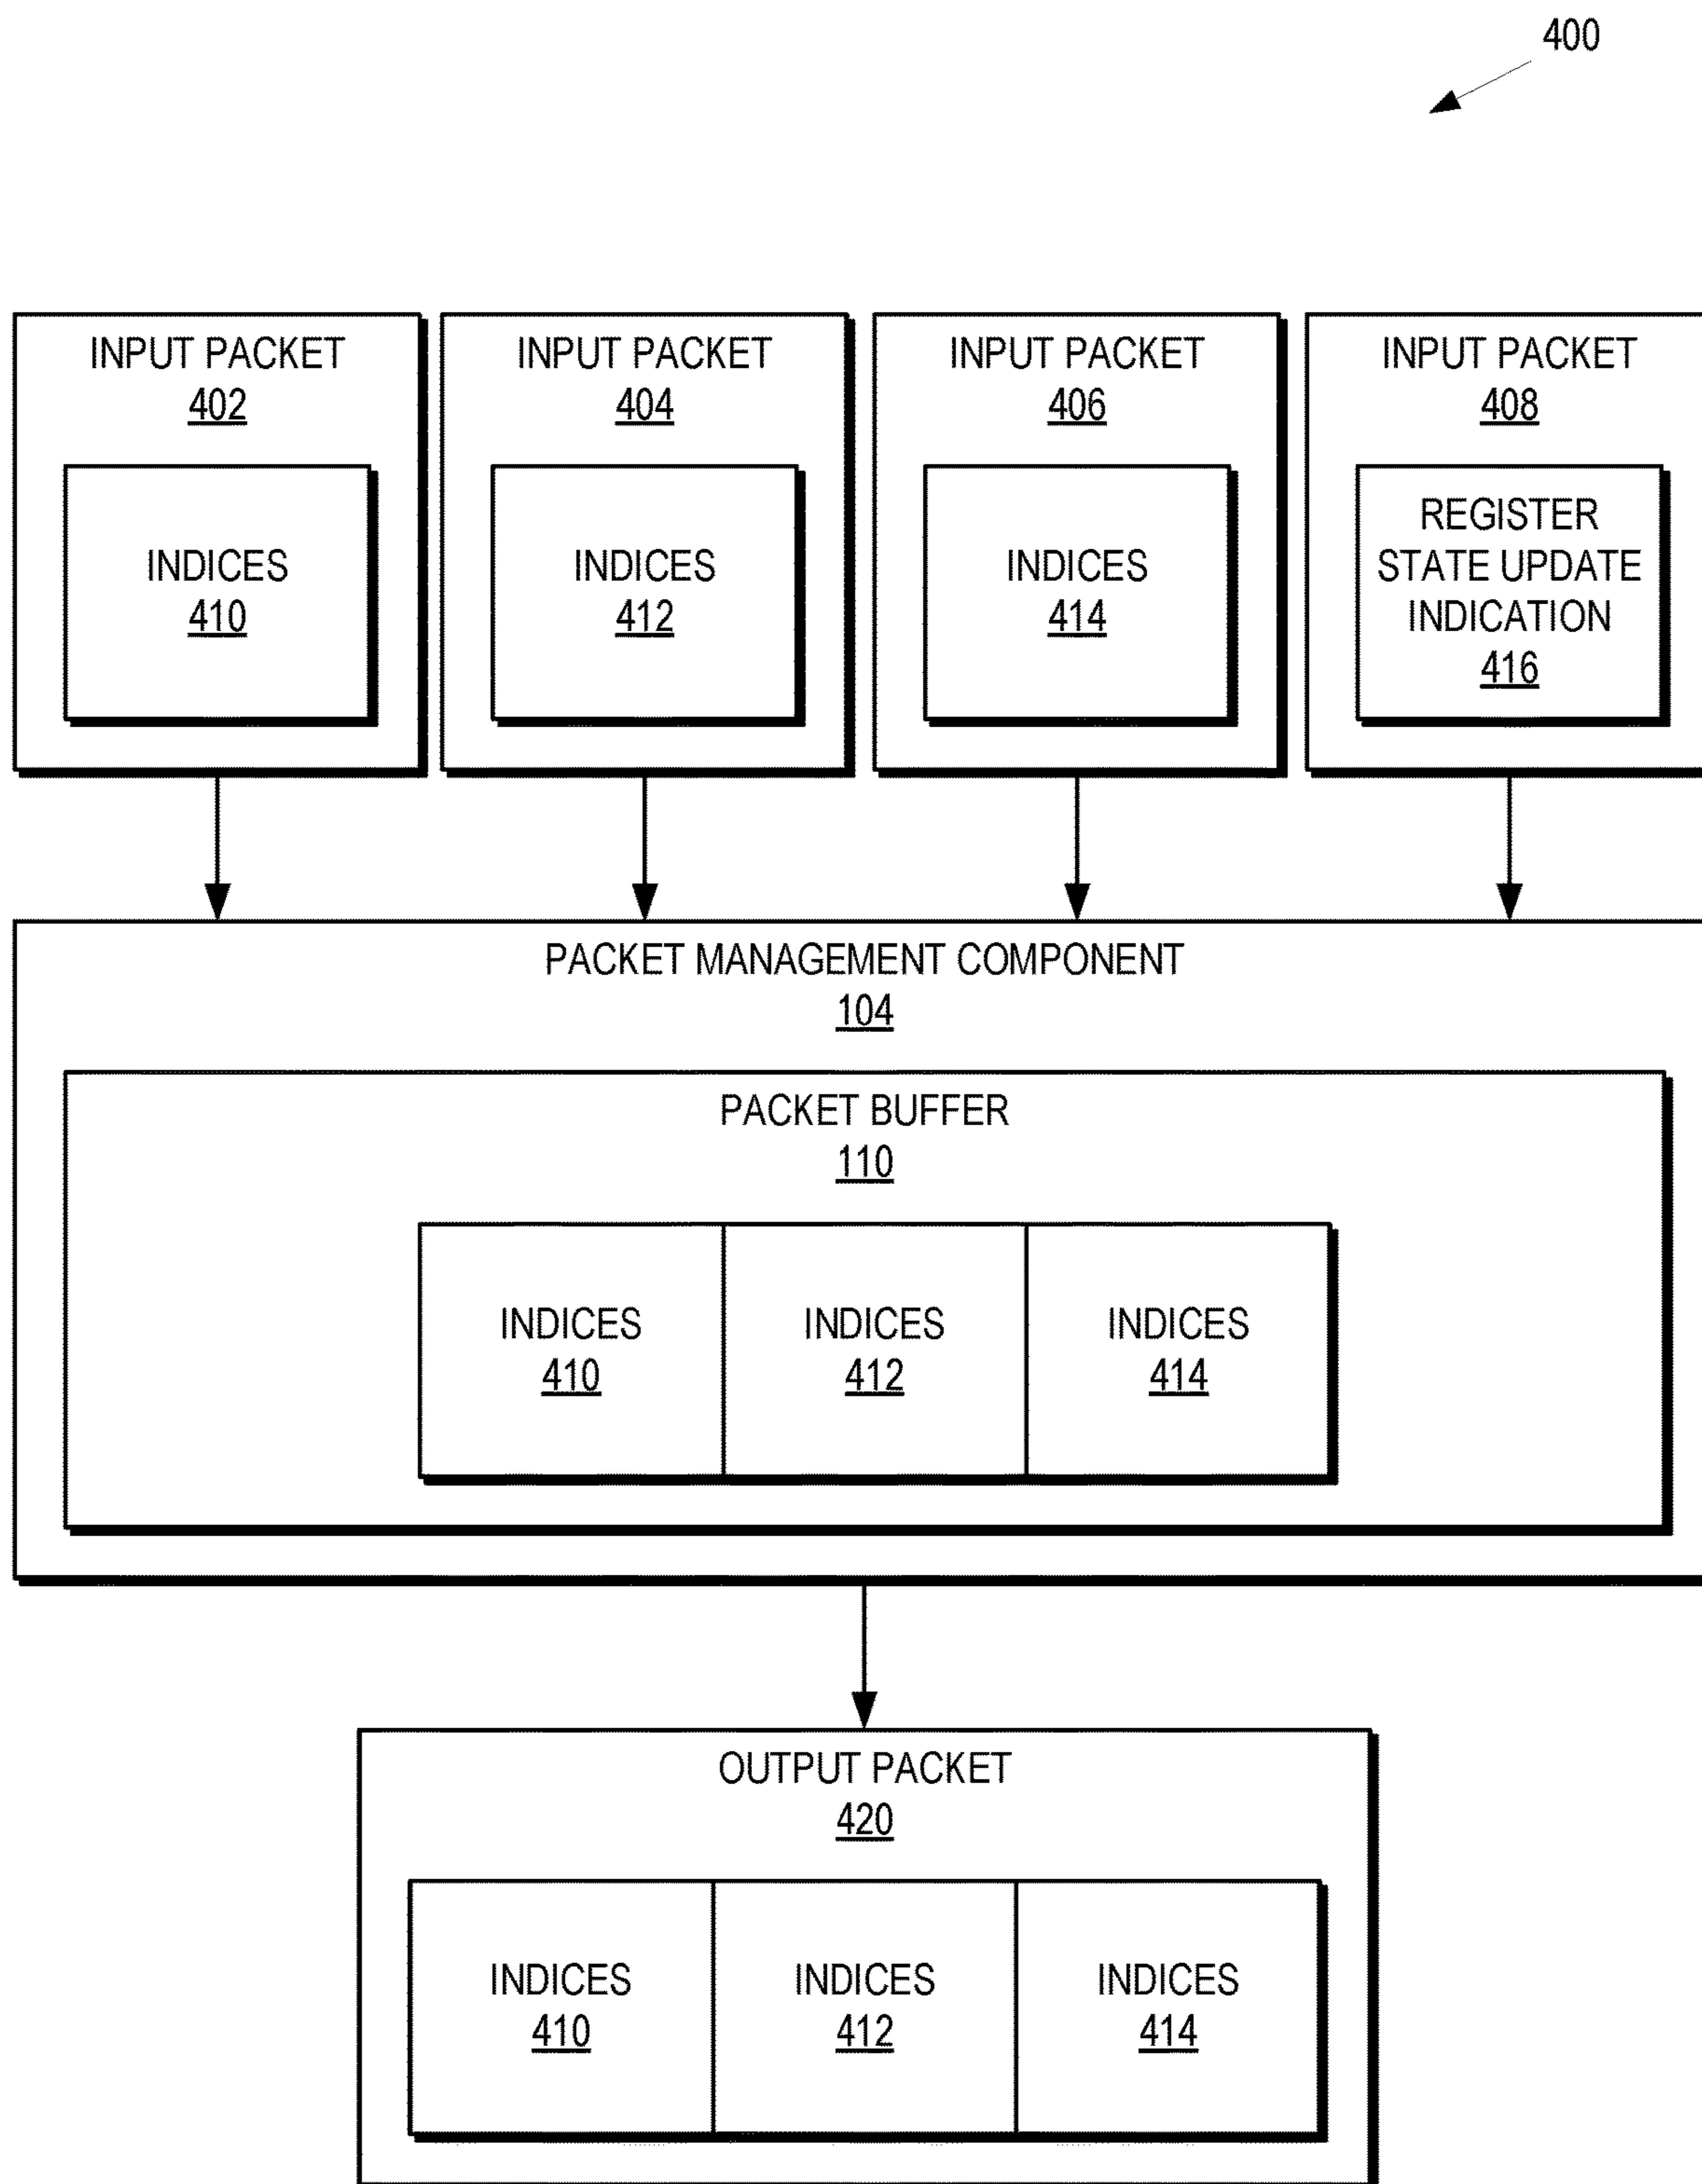 400
INPUT PACKET
402
INDICES
410
INPUT PACKET
404
INDICES
412
INPUT PACKET
406
INDICES
414
INPUT PACKET
408
REGISTER
STATE UPDATE
INDICATION
416
PACKET MANAGEMENT COMPONENT
104
PACKET BUFFER
110
INDICES
410
INDICES
412
INDICES
414
OUTPUT PACKET
420
INDICES
410
INDICES
412
INDICES
414